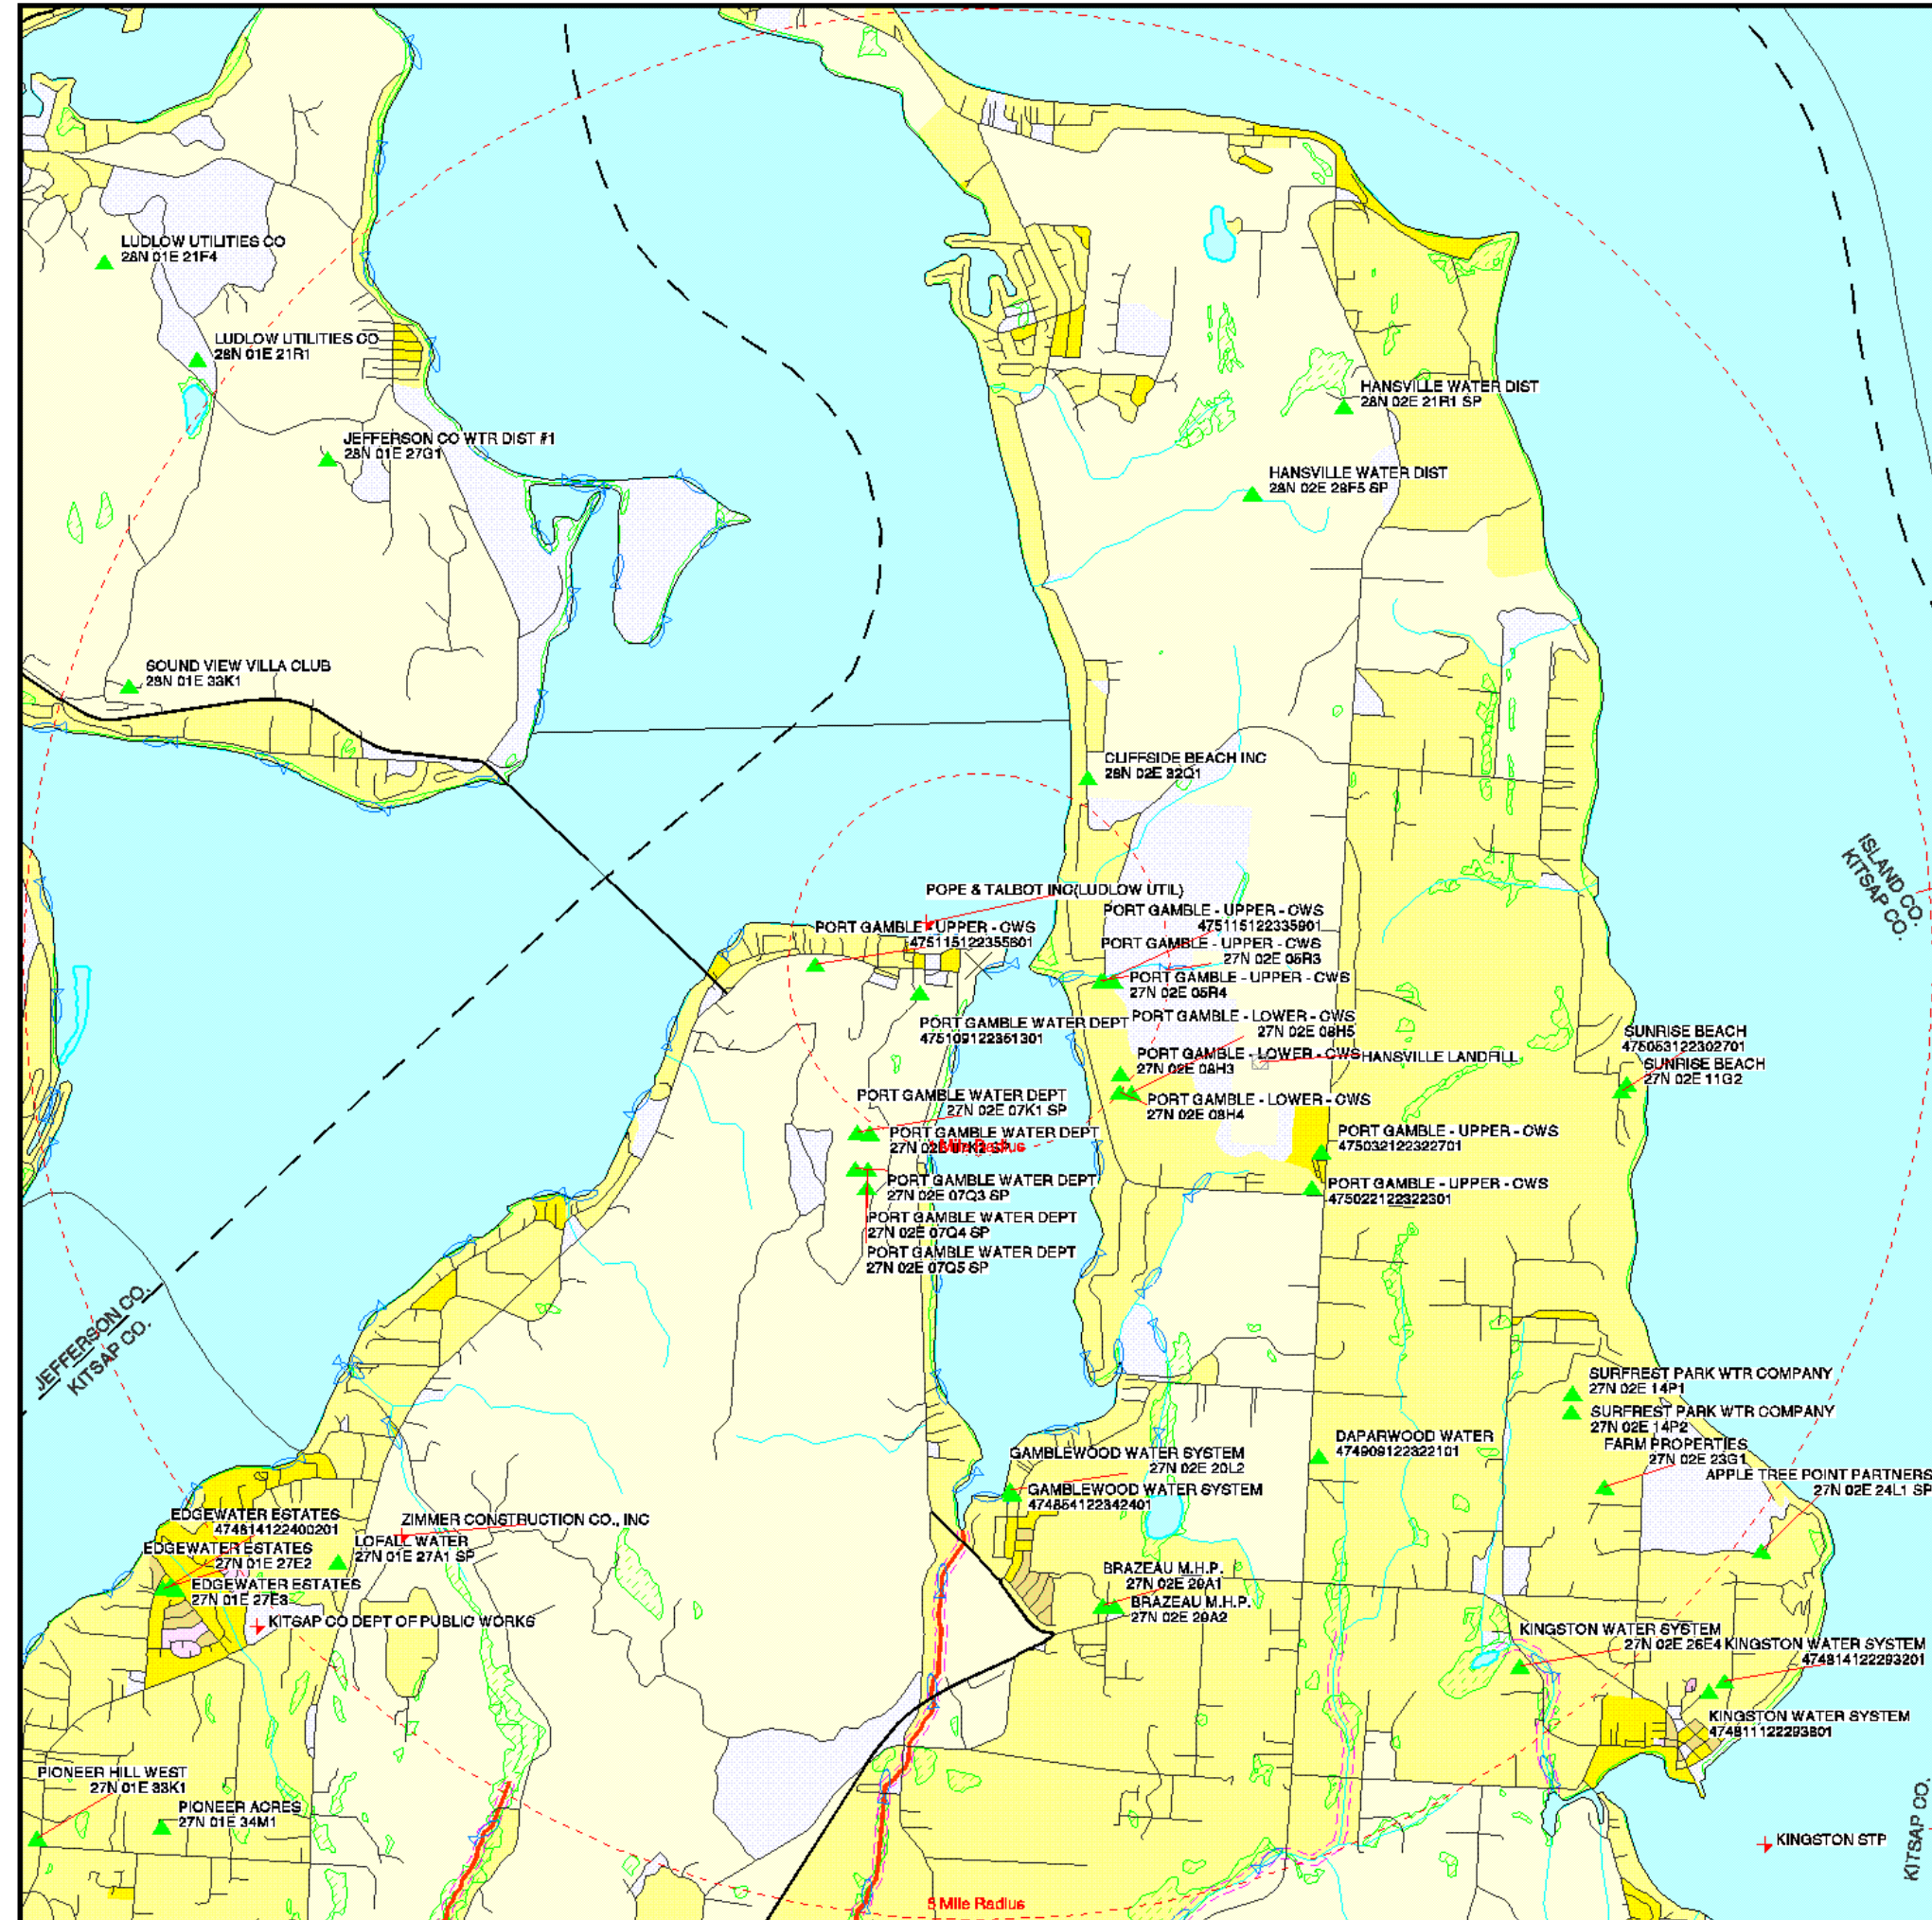 LUDLOW UTILITIES CO
28N 01E 21F4
LUDLOW UTILITIES CO
28N 01E 21R1
HANSVILLE WATER DIST
28N 02E 21R1 SP
JEFFERSON CO WTR DIST #1
28N 01E 27G1
HANSVILLE WATER DIST
28N 02E 28F5 SP
SOUND VIEW VILLA CLUB
28N 01E 33K1
CLIFFSIDE BEACH INC
28N 02E 32Q1
ISLAND CO.
KITSAP CO.
POPE & TALBOT INC(LUDLOW UTIL)
PORT GAMBLE - UPPER - CWS
475115122355601
PORT GAMBLE - UPPER - CWS
475115122335901
PORT GAMBLE - UPPER - CWS
27N 02E 05R3
PORT GAMBLE - UPPER - CWS
27N 02E 05R4
PORT GAMBLE WATER DEPT
475109122351301
PORT GAMBLE - LOWER - CWS
27N 02E 08H5
PORT GAMBLE - LOWER - CWS
27N 02E 08H3
HANSVILLE LANDFILL
PORT GAMBLE - LOWER - CWS
27N 02E 08H4
SUNRISE BEACH
475053122302701
SUNRISE BEACH
27N 02E 11G2
PORT GAMBLE WATER DEPT
27N 02E 07K1 SP
PORT GAMBLE WATER DEPT
27N 02E 07K2 SP
Mile Radius
PORT GAMBLE - UPPER - CWS
475032122322701
PORT GAMBLE WATER DEPT
27N 02E 07Q3 SP
PORT GAMBLE - UPPER - CWS
475022122322301
PORT GAMBLE WATER DEPT
27N 02E 07Q4 SP
PORT GAMBLE WATER DEPT
27N 02E 07Q5 SP
JEFFERSON CO.
KITSAP CO.
SURFREST PARK WTR COMPANY
27N 02E 14P1
SURFREST PARK WTR COMPANY
27N 02E 14P2
DAPARWOOD WATER
474909122322101
FARM PROPERTIES
27N 02E 23G1
GAMBLEWOOD WATER SYSTEM
27N 02E 20L2
APPLE TREE POINT PARTNERS
27N 02E 24L1 SP
GAMBLEWOOD WATER SYSTEM
474854122342401
EDGEWATER ESTATES
474814122400201
ZIMMER CONSTRUCTION CO., INC
LOFALL WATER
27N 01E 27A1 SP
EDGEWATER ESTATES
27N 01E 27E2
EDGEWATER ESTATES
27N 01E 27E3
BRAZEAU M.H.P.
27N 02E 29A1
BRAZEAU M.H.P.
27N 02E 29A2
KITSAP CO DEPT OF PUBLIC WORKS
KINGSTON WATER SYSTEM
27N 02E 26E4
KINGSTON WATER SYSTEM
474814122293201
KINGSTON WATER SYSTEM
474811122293801
PIONEER HILL WEST
27N 01E 33K1
PIONEER ACRES
27N 01E 34M1
KINGSTON STP
KITSAP CO.
5 Mile Radius